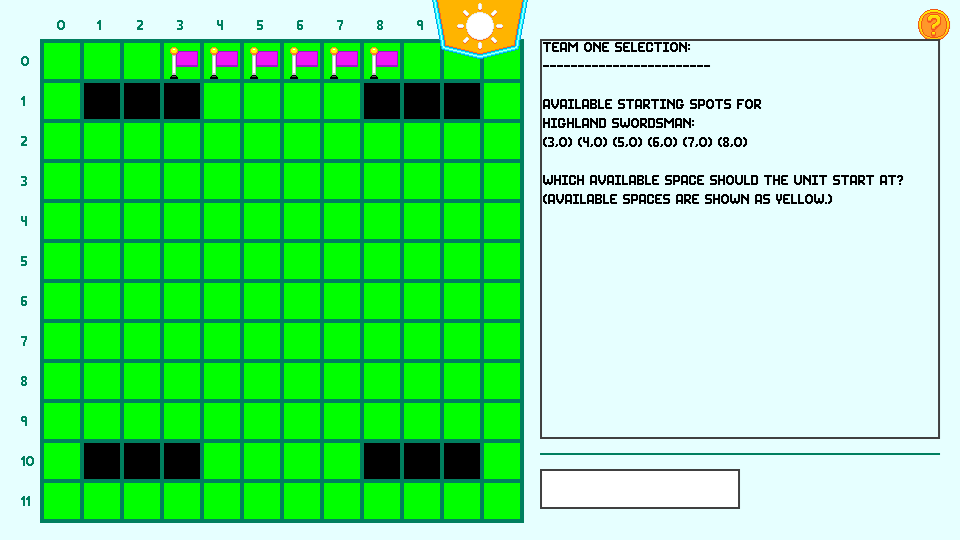 0 1 2 3 4 5 6 7 8 9
0
1
2
3
4
5
6
7
8
9
10
11
TEAM ONE SELECTION:
------------------------
AVAILABLE STARTING SPOTS FOR
HIGHLAND SWORDSMAN:
(3,0) (4,0) (5,0) (6,0) (7,0) (8,0)
WHICH AVAILABLE SPACE SHOULD THE UNIT START AT?
(AVAILABLE SPACES ARE SHOWN AS YELLOW.)
?